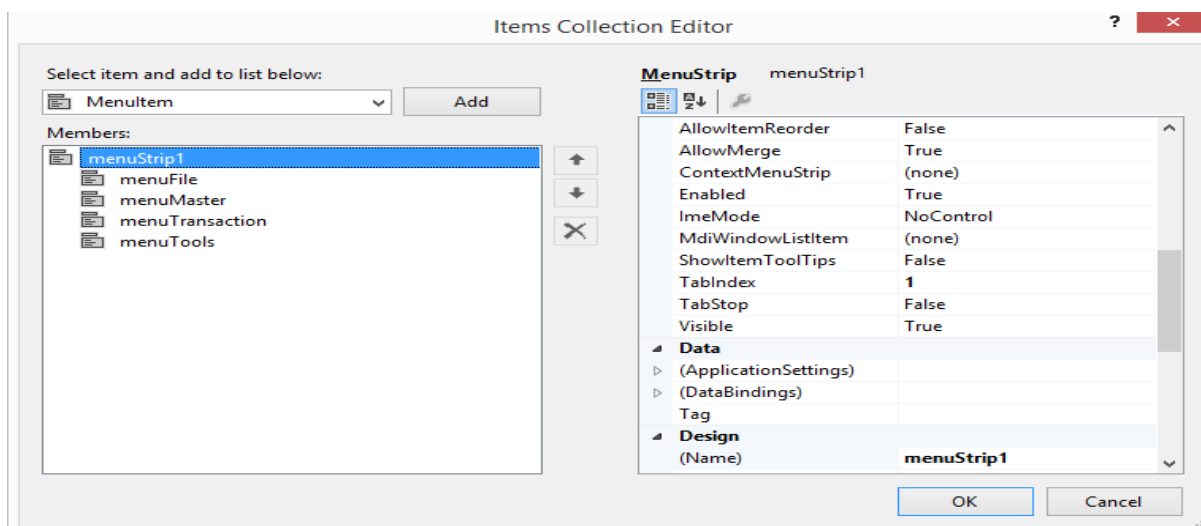 Items Collection Editor
?
Select item and add to list below:
MenuItem
Add
Members:
menuStrip1
menuFile
menuMaster
menuTransaction
menuTools
MenuStrip menuStrip1
AllowItemReorder False
AllowMerge True
ContextMenuStrip (none)
Enabled True
ImeMode NoControl
MdiWindowListItem (none)
ShowItemToolTips False
TabIndex 1
TabStop False
Visible True
Data
(ApplicationSettings)
(DataBindings)
Tag
Design
(Name) menuStrip1
OK Cancel